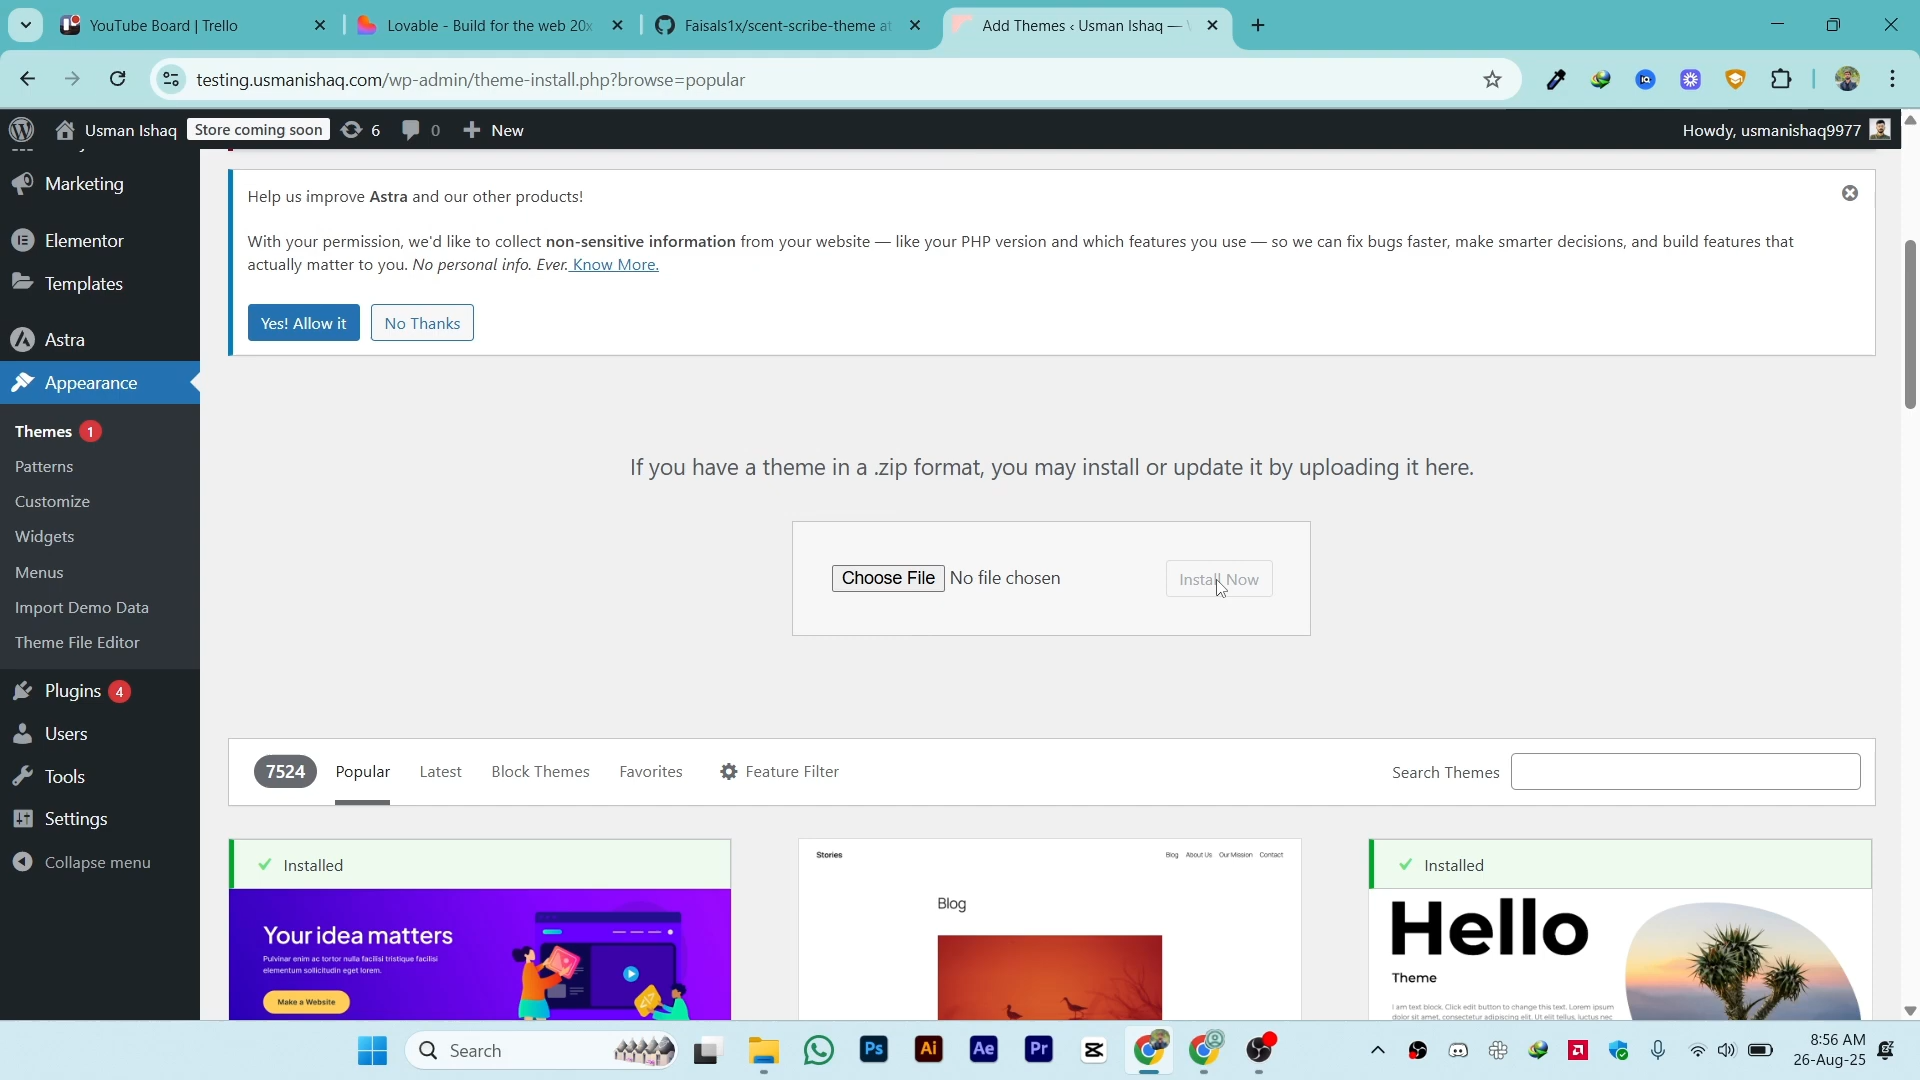 YouTube Board | Trello
Lovable - Build for the web 20x
Faisals1x/scent-scribe-theme at
Add Themes ‹ Usman Ishaq —
testing.usmanishaq.com/wp-admin/theme-install.php?browse=popular
Usman Ishaq
Store coming soon
6
0
New
Howdy, usmanishaq9977
Marketing
Elementor
Templates
Astra
Appearance
Themes 1
Patterns
Customize
Widgets
Menus
Import Demo Data
Theme File Editor
Plugins 4
Users
Tools
Settings
Collapse menu
Help us improve Astra and our other products!
With your permission, we'd like to collect non-sensitive information from your website — like your PHP version and which features you use — so we can fix bugs faster, make smarter decisions, and build features that
actually matter to you. No personal info. Ever. Know More.
Yes! Allow it
No Thanks
If you have a theme in a .zip format, you may install or update it by uploading it here.
Choose File No file chosen
Install Now
7524
Popular
Latest
Block Themes
Favorites
Feature Filter
Search Themes
Installed
Your idea matters
Pulvinar enim ac tortor nulla facilisi tristique facilisi
elementum sollicitudin eget lorem.
Make a Website
Stories
Blog About Us Our Mission Contact
Blog
Installed
Hello
Theme
I am text block. Click edit button to change this text. Lorem ipsum
dolor sit amet, consectetur adipiscing elit. Ut elit tellus, luctus nec
Search
Ps
Ai
Ae
Pr
8:56 AM
26-Aug-25